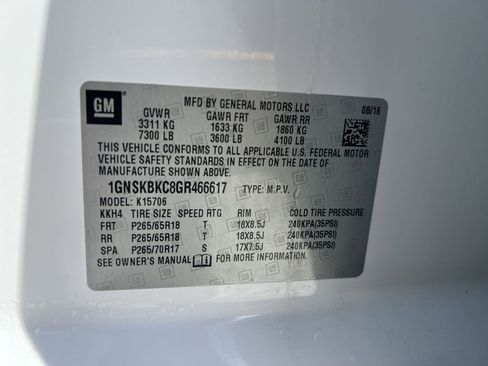 GM
MFD BY GENERAL MOTORS LLC
08/16
GVWR GAWR FRT GAWR RR
3311 KG 1633 KG 1860 KG
7300 LB 3600 LB 4100 LB
THIS VEHICLE CONFORMS TO ALL APPLICABLE U.S. FEDERAL MOTOR
VEHICLE SAFETY STANDARDS IN EFFECT ON THE DATE OF
MANUFACTURE SHOWN ABOVE.
1GNSKBKC8GR466617 TYPE: M.P.V.
MODEL: K15706
KKH4 TIRE SIZE SPEED RTG RIM COLD TIRE PRESSURE
FRT P265/65R18 T 18X8.5J 240KPA(35PSI)
RR P265/65R18 T 18X8.5J 240KPA(35PSI)
SPA P265/70R17 S 17X7.5J 240KPA(35PSI)
SEE OWNER'S MANUAL FOR MORE INFORMATION.